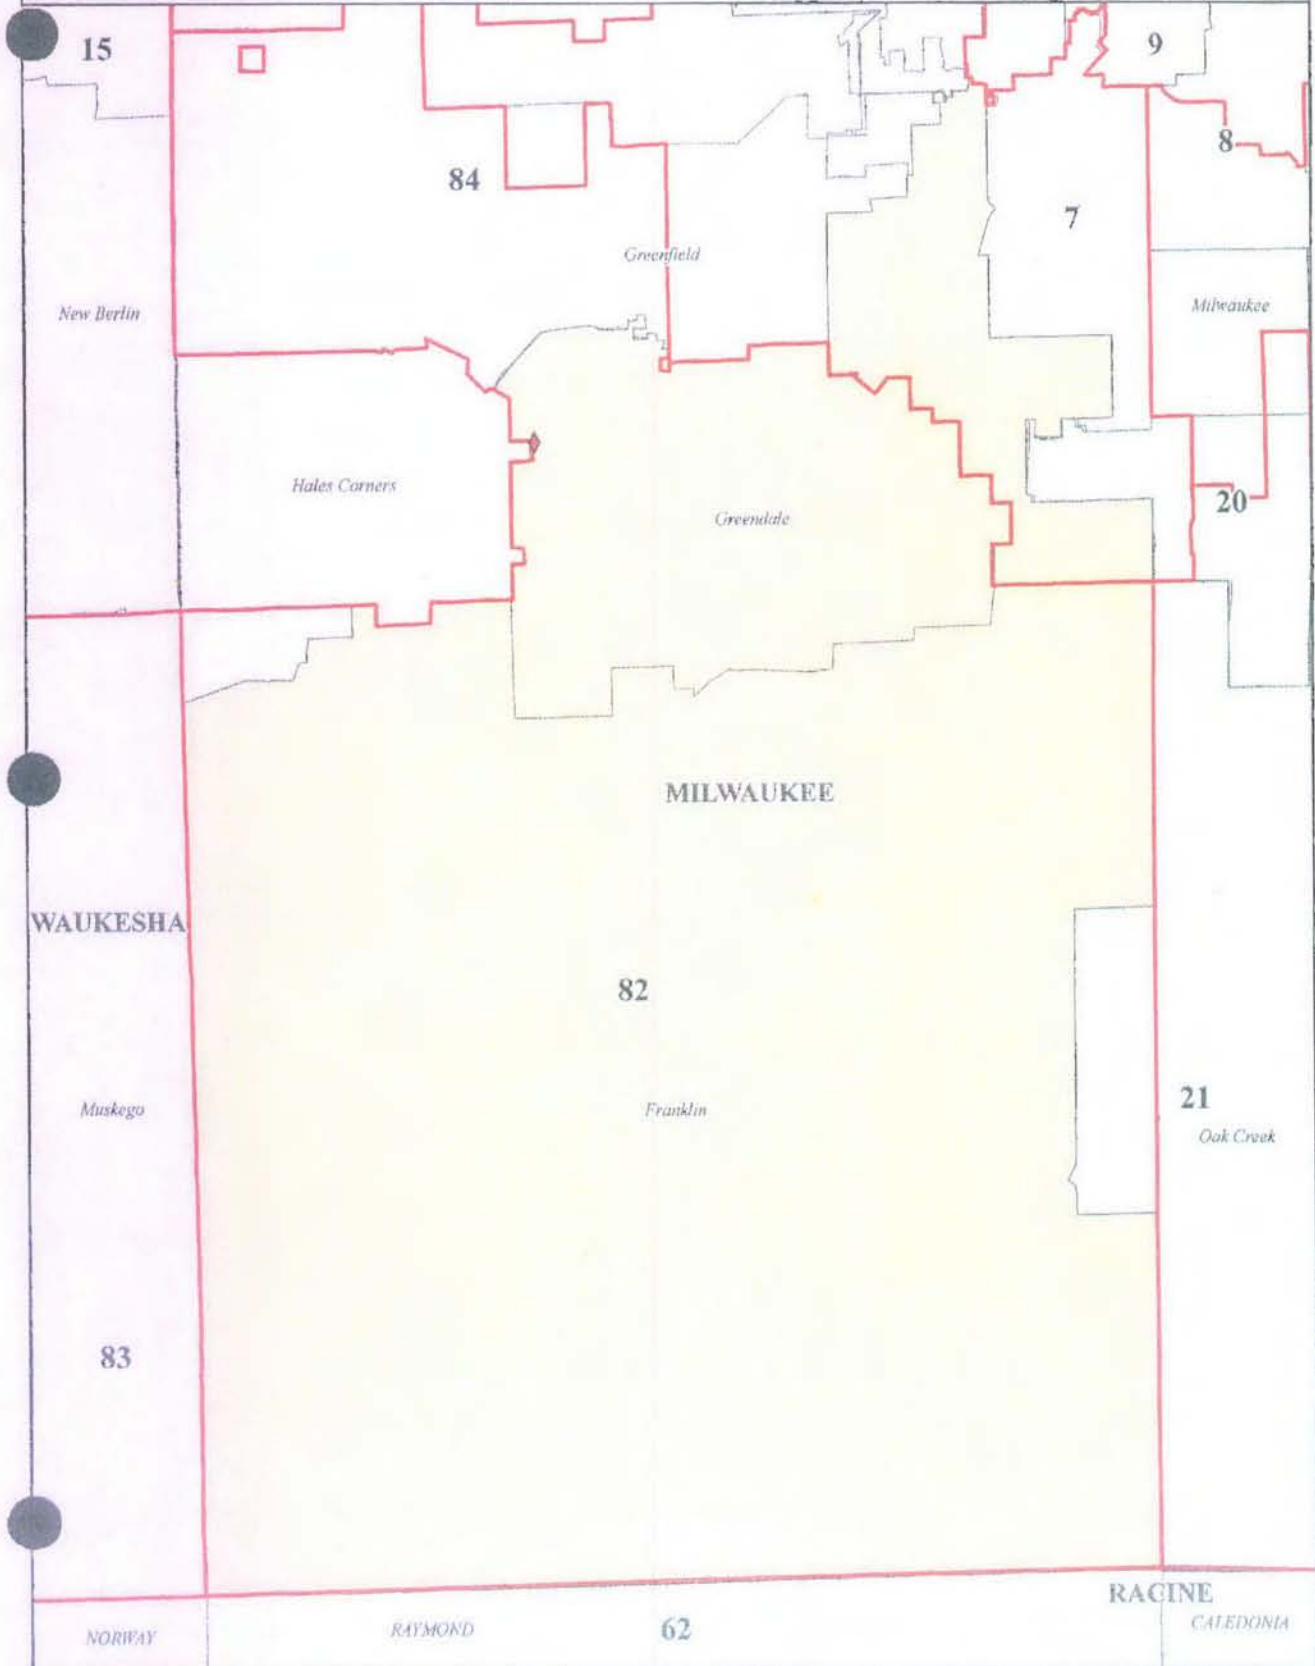 15
9
8
84
7
Greenfield
New Berlin
Milwaukee
Hales Corners
20
Greendale
MILWAUKEE
WAUKESHA
82
21
Muskego
Franklin
Oak Creek
83
RACINE
NORWAY
RAYMOND
62
CALEDONIA